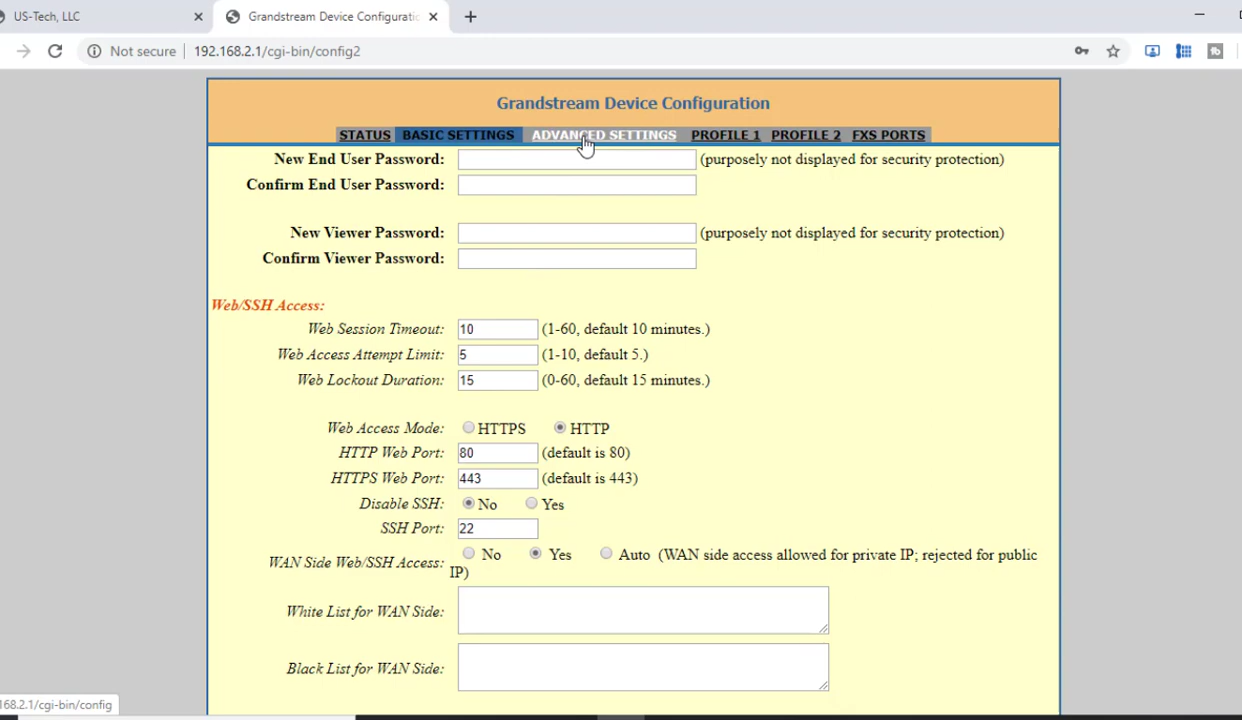 US-Tech, LLC × Grandstream Device Configuratic × +
Not secure 192.168.2.1/cgi-bin/config2
Grandstream Device Configuration
STATUS BASIC SETTINGS ADVANCED SETTINGS PROFILE 1 PROFILE 2 FXS PORTS
New End User Password: (purposely not displayed for security protection)
Confirm End User Password:
New Viewer Password: (purposely not displayed for security protection)
Confirm Viewer Password:
Web/SSH Access:
Web Session Timeout: 10 (1-60, default 10 minutes.)
Web Access Attempt Limit: 5 (1-10, default 5.)
Web Lockout Duration: 15 (0-60, default 15 minutes.)
Web Access Mode: HTTPS HTTP
HTTP Web Port: 80 (default is 80)
HTTPS Web Port: 443 (default is 443)
Disable SSH: No Yes
SSH Port: 22
WAN Side Web/SSH Access: No Yes Auto (WAN side access allowed for private IP; rejected for public
IP)
White List for WAN Side:
Black List for WAN Side:
168.2.1/cgi-bin/config